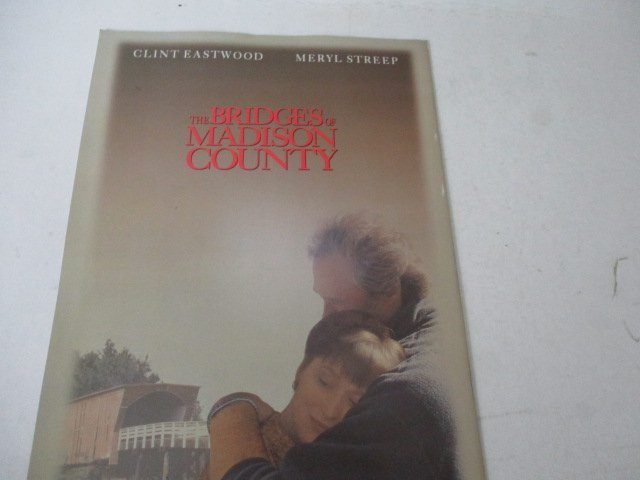 CLINT EASTWOOD MERYL STREEP
THE BRIDGES OF
MADISON
COUNTY